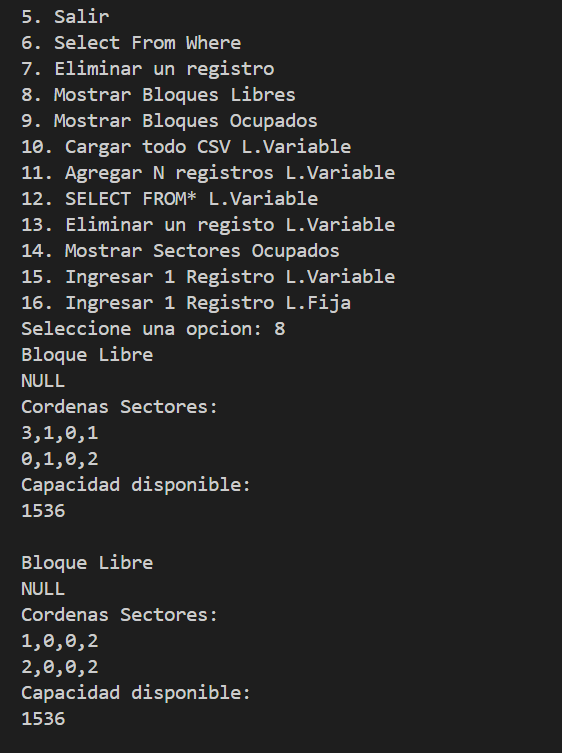 5. Salir
6. Select From Where
7. Eliminar un registro
8. Mostrar Bloques Libres
9. Mostrar Bloques Ocupados
10. Cargar todo CSV L.Variable
11. Agregar N registros L.Variable
12. SELECT FROM* L.Variable
13. Eliminar un registo L.Variable
14. Mostrar Sectores Ocupados
15. Ingresar 1 Registro L.Variable
16. Ingresar 1 Registro L.Fija
Seleccione una opcion: 8
Bloque Libre
NULL
Cordenas Sectores:
3,1,0,1
0,1,0,2
Capacidad disponible:
1536

Bloque Libre
NULL
Cordenas Sectores:
1,0,0,2
2,0,0,2
Capacidad disponible:
1536